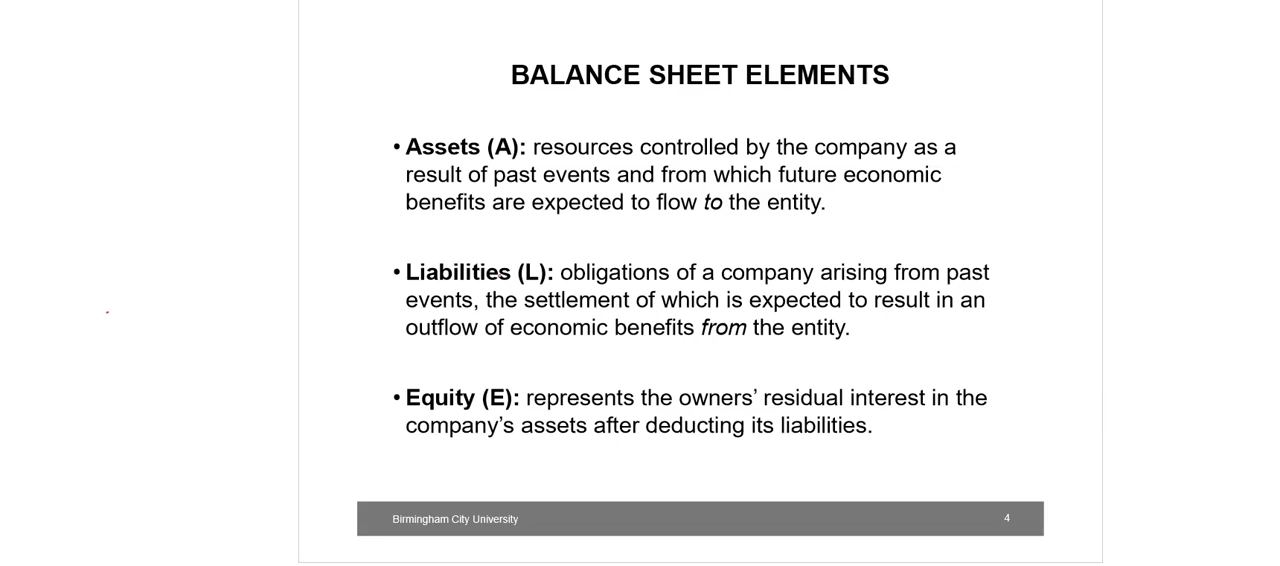 BALANCE SHEET ELEMENTS
• Assets (A): resources controlled by the company as a
result of past events and from which future economic
benefits are expected to flow to the entity.
• Liabilities (L): obligations of a company arising from past
events, the settlement of which is expected to result in an
outflow of economic benefits from the entity.
• Equity (E): represents the owners’ residual interest in the
company’s assets after deducting its liabilities.
Birmingham City University 4